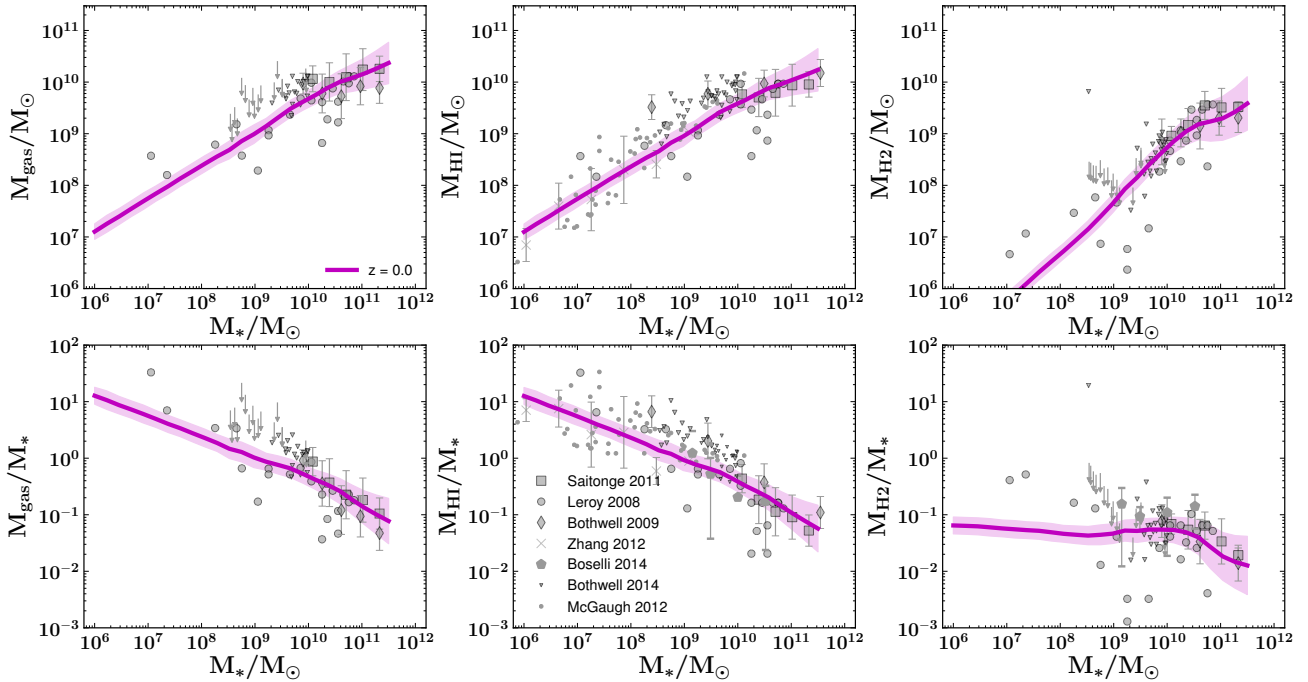 10¹¹ 10¹¹ 10¹¹
10¹⁰ 10¹⁰ 10¹⁰
10⁹ 10⁹ 10⁹
10⁸ 10⁸ 10⁸
10⁷ 10⁷ 10⁷
10⁶ 10⁶ 10⁶
M_gas/M_⊙ M_HI/M_⊙ M_H2/M_⊙
z = 0.0
10⁶ 10⁷ 10⁸ 10⁹ 10¹⁰ 10¹¹ 10¹² 10⁶ 10⁷ 10⁸ 10⁹ 10¹⁰ 10¹¹ 10¹² 10⁶ 10⁷ 10⁸ 10⁹ 10¹⁰ 10¹¹ 10¹²
M_*/M_⊙ M_*/M_⊙ M_*/M_⊙
10² 10² 10²
10¹ 10¹ 10¹
10⁰ 10⁰ 10⁰
10⁻¹ 10⁻¹ 10⁻¹
10⁻² 10⁻² 10⁻²
10⁻³ 10⁻³ 10⁻³
M_gas/M_* M_HI/M_* M_H2/M_*
Saitonge 2011
Leroy 2008
Bothwell 2009
Zhang 2012
Boselli 2014
Bothwell 2014
McGaugh 2012
10⁶ 10⁷ 10⁸ 10⁹ 10¹⁰ 10¹¹ 10¹² 10⁶ 10⁷ 10⁸ 10⁹ 10¹⁰ 10¹¹ 10¹² 10⁶ 10⁷ 10⁸ 10⁹ 10¹⁰ 10¹¹ 10¹²
M_*/M_⊙ M_*/M_⊙ M_*/M_⊙